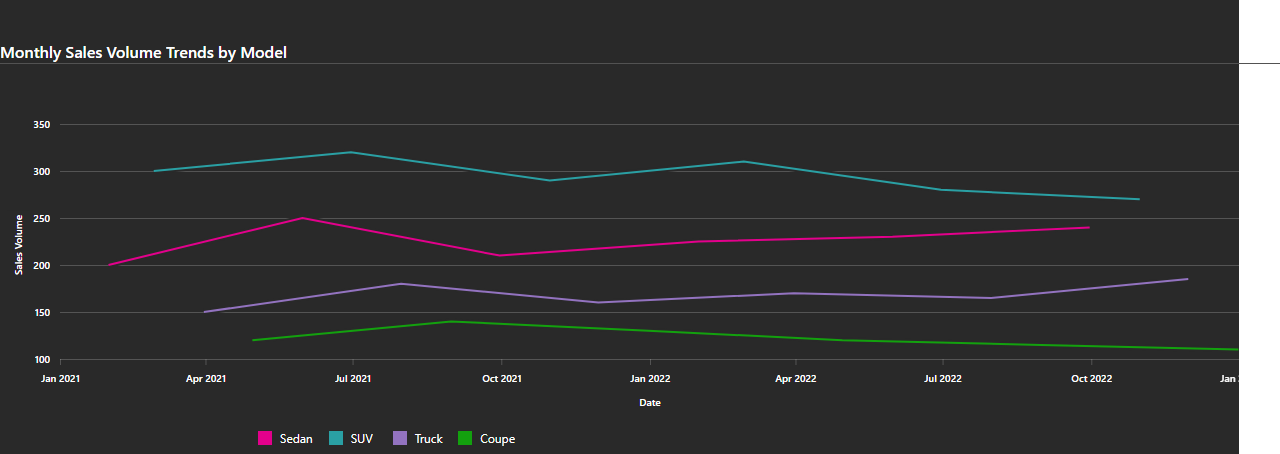 Monthly Sales Volume Trends by Model
350
300
250
200
150
100
Sales Volume
Jan 2021 Apr 2021 Jul 2021 Oct 2021 Jan 2022 Apr 2022 Jul 2022 Oct 2022 Jan
Date
Sedan SUV Truck Coupe